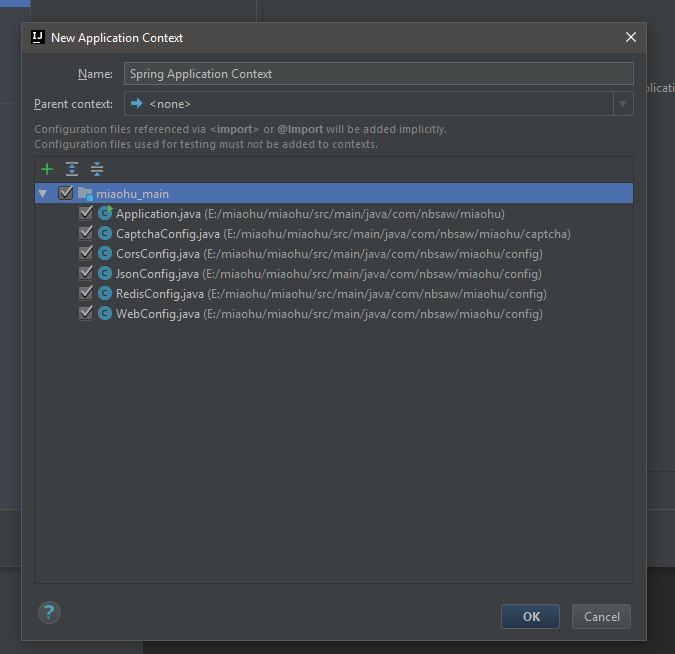 New Application Context
Name: Spring Application Context
Parent context: <none>
Configuration files referenced via <import> or @Import will be added implicitly.
Configuration files used for testing must not be added to contexts.
miaohu_main
Application.java (E:/miaohu/miaohu/src/main/java/com/nbsaw/miaohu)
CaptchaConfig.java (E:/miaohu/miaohu/src/main/java/com/nbsaw/miaohu/captcha)
CorsConfig.java (E:/miaohu/miaohu/src/main/java/com/nbsaw/miaohu/config)
JsonConfig.java (E:/miaohu/miaohu/src/main/java/com/nbsaw/miaohu/config)
RedisConfig.java (E:/miaohu/miaohu/src/main/java/com/nbsaw/miaohu/config)
WebConfig.java (E:/miaohu/miaohu/src/main/java/com/nbsaw/miaohu/config)
? OK Cancel